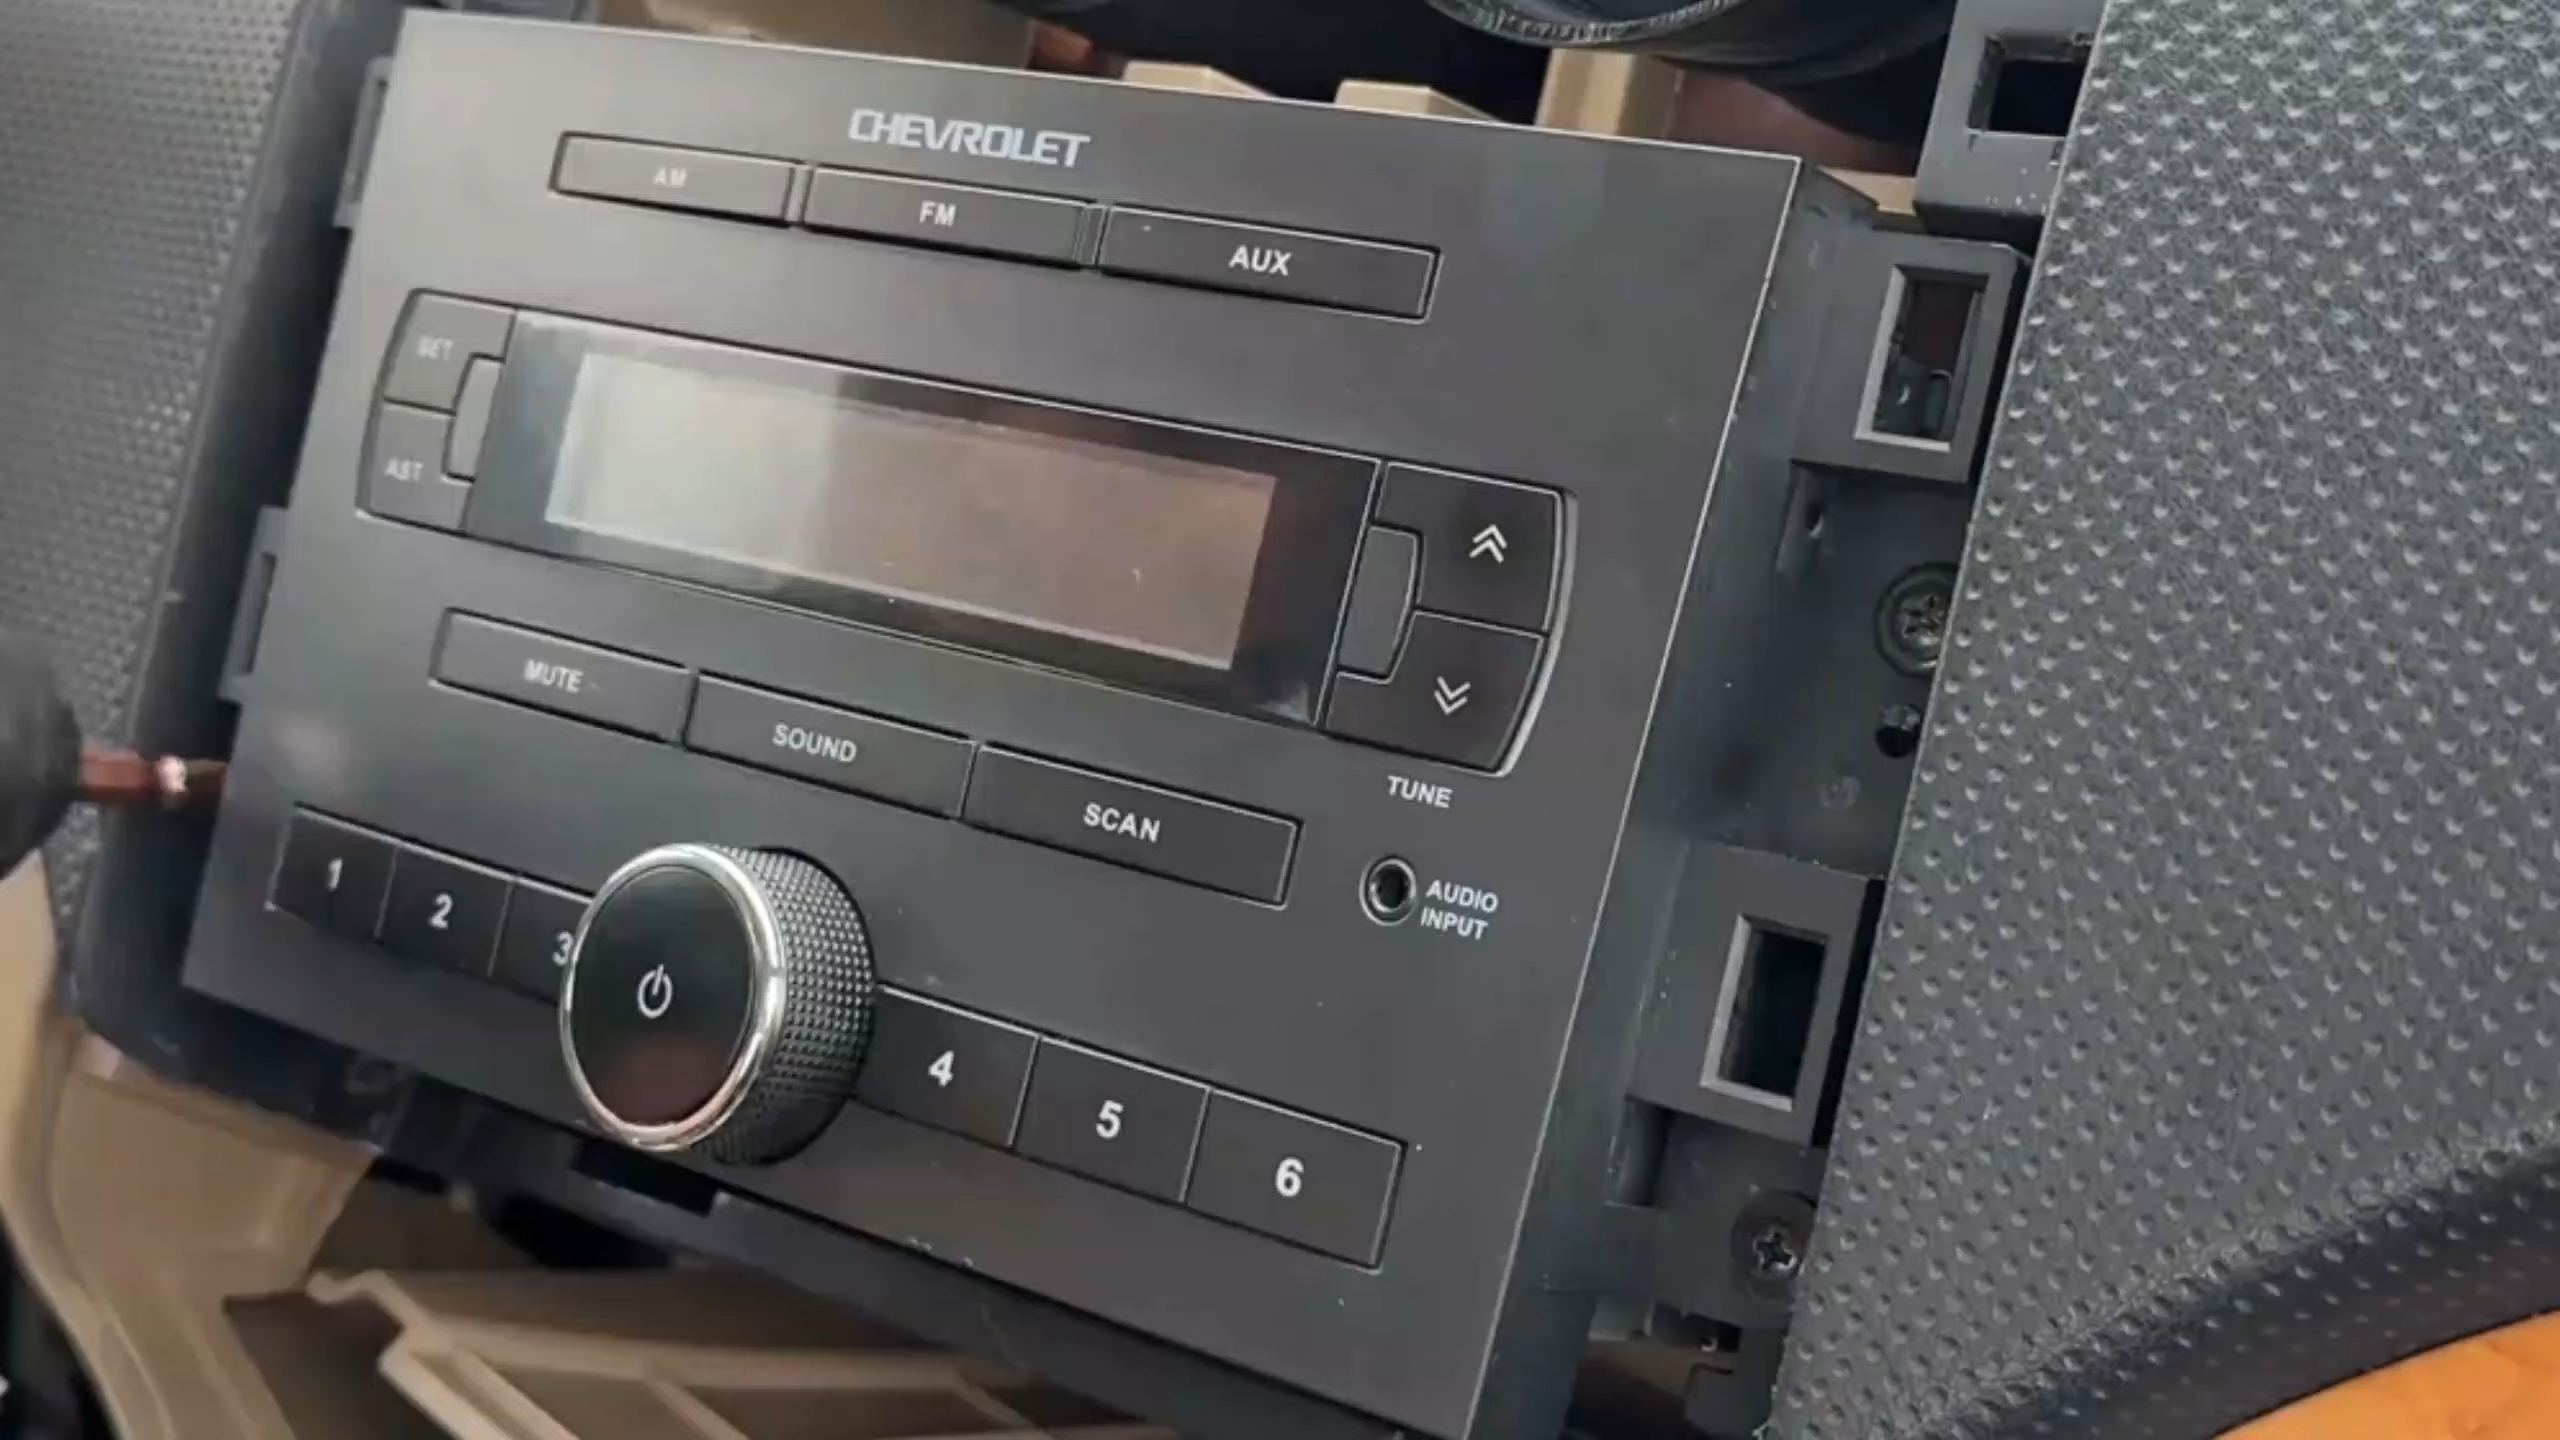 CHEVROLET
AM
FM
AUX
SET
AST
MUTE
SOUND
SCAN
TUNE
AUDIO
INPUT
1
2
3
4
5
6